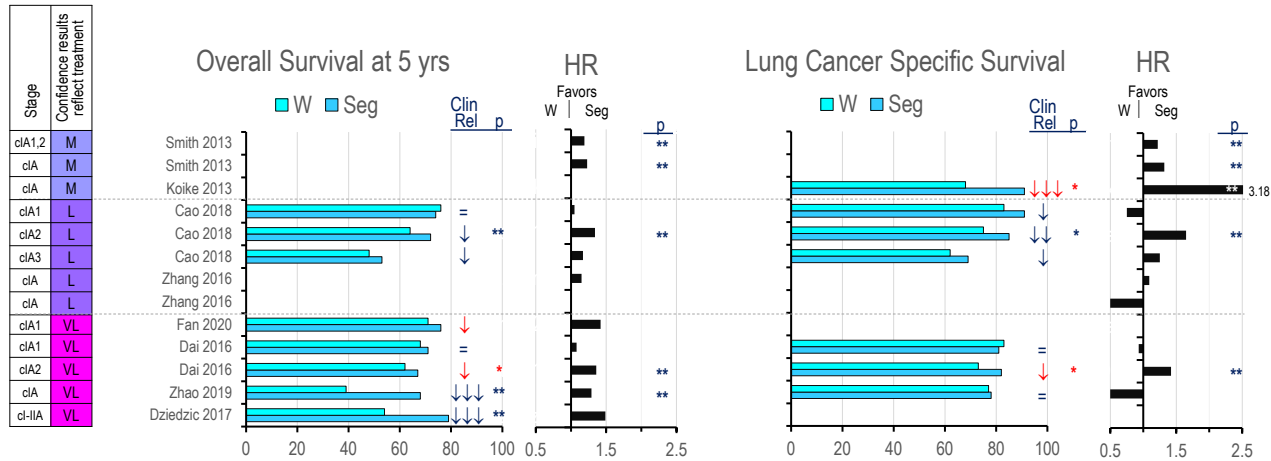 Stage
Confidence results
reflect treatment
Overall Survival at 5 yrs
HR
Lung Cancer Specific Survival
HR
W Seg
Clin
Rel p
Favors
W Seg
p
W Seg
Clin
Rel p
Favors
W Seg
p
cIA1,2 M Smith 2013 ** **
cIA M Smith 2013 ** **
cIA M Koike 2013 ↓↓↓ * ** 3.18
cIA1 L Cao 2018 = ↓
cIA2 L Cao 2018 ↓ ** ** ↓↓ * **
cIA3 L Cao 2018 ↓ ↓
cIA L Zhang 2016
cIA L Zhang 2016
cIA1 VL Fan 2020 ↓
cIA1 VL Dai 2016 = =
cIA2 VL Dai 2016 ↓ * ** ↓ * **
cIA VL Zhao 2019 ↓↓↓ ** ** =
cI-IIA VL Dziedzic 2017 ↓↓↓ **
0 20 40 60 80 100 0.5 1.5 2.5 0 20 40 60 80 100 0.5 1.5 2.5